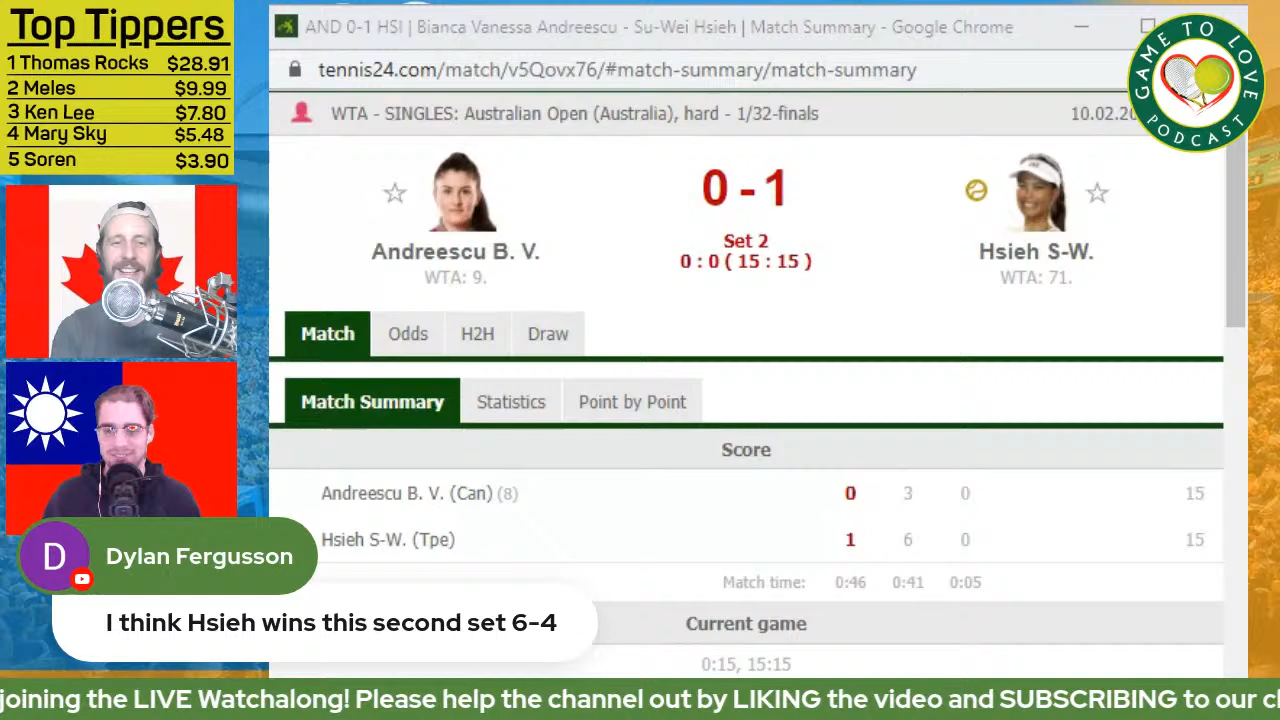 Top Tippers
1 Thomas Rocks $28.91
2 Meles $9.99
3 Ken Lee $7.80
4 Mary Sky $5.48
5 Soren $3.90
AND 0-1 HSI | Bianca Vanessa Andreescu - Su-Wei Hsieh | Match Summary - Google Chrome
tennis24.com/match/v5Qovx76/#match-summary/match-summary
GAME TO LOVE
PODCAST
WTA - SINGLES: Australian Open (Australia), hard - 1/32-finals
10.02.20
0 - 1
Set 2
0 : 0 ( 15 : 15 )
Andreescu B. V.
WTA: 9.
Hsieh S-W.
WTA: 71.
Match Odds H2H Draw
Match Summary Statistics Point by Point
Score
Andreescu B. V. (Can) (8) 0 3 0 15
Hsieh S-W. (Tpe) 1 6 0 15
Match time: 0:46 0:41 0:05
Current game
0:15, 15:15
D
Dylan Fergusson
I think Hsieh wins this second set 6-4
joining the LIVE Watchalong! Please help the channel out by LIKING the video and SUBSCRIBING to our c